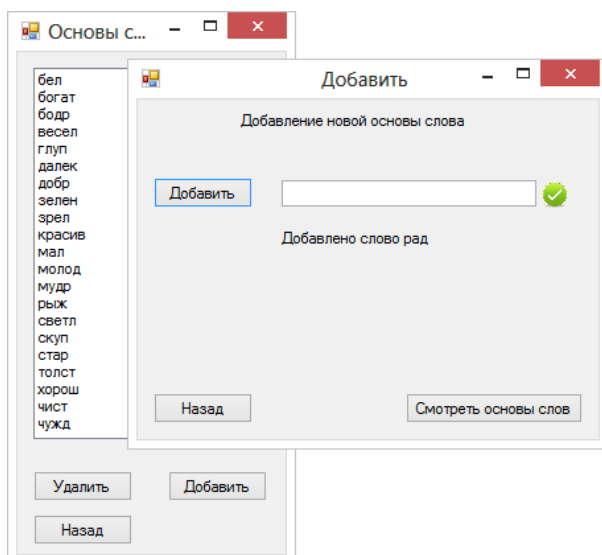 Основы с...
бел
богат
бодр
весел
глуп
далек
добр
зелен
зрел
красив
мал
молод
мудр
рыж
светл
скуп
стар
толст
хорош
чист
чужд
Удалить
Добавить
Назад
Добавить
Добавление новой основы слова
Добавить
Добавлено слово рад
Назад
Смотреть основы слов